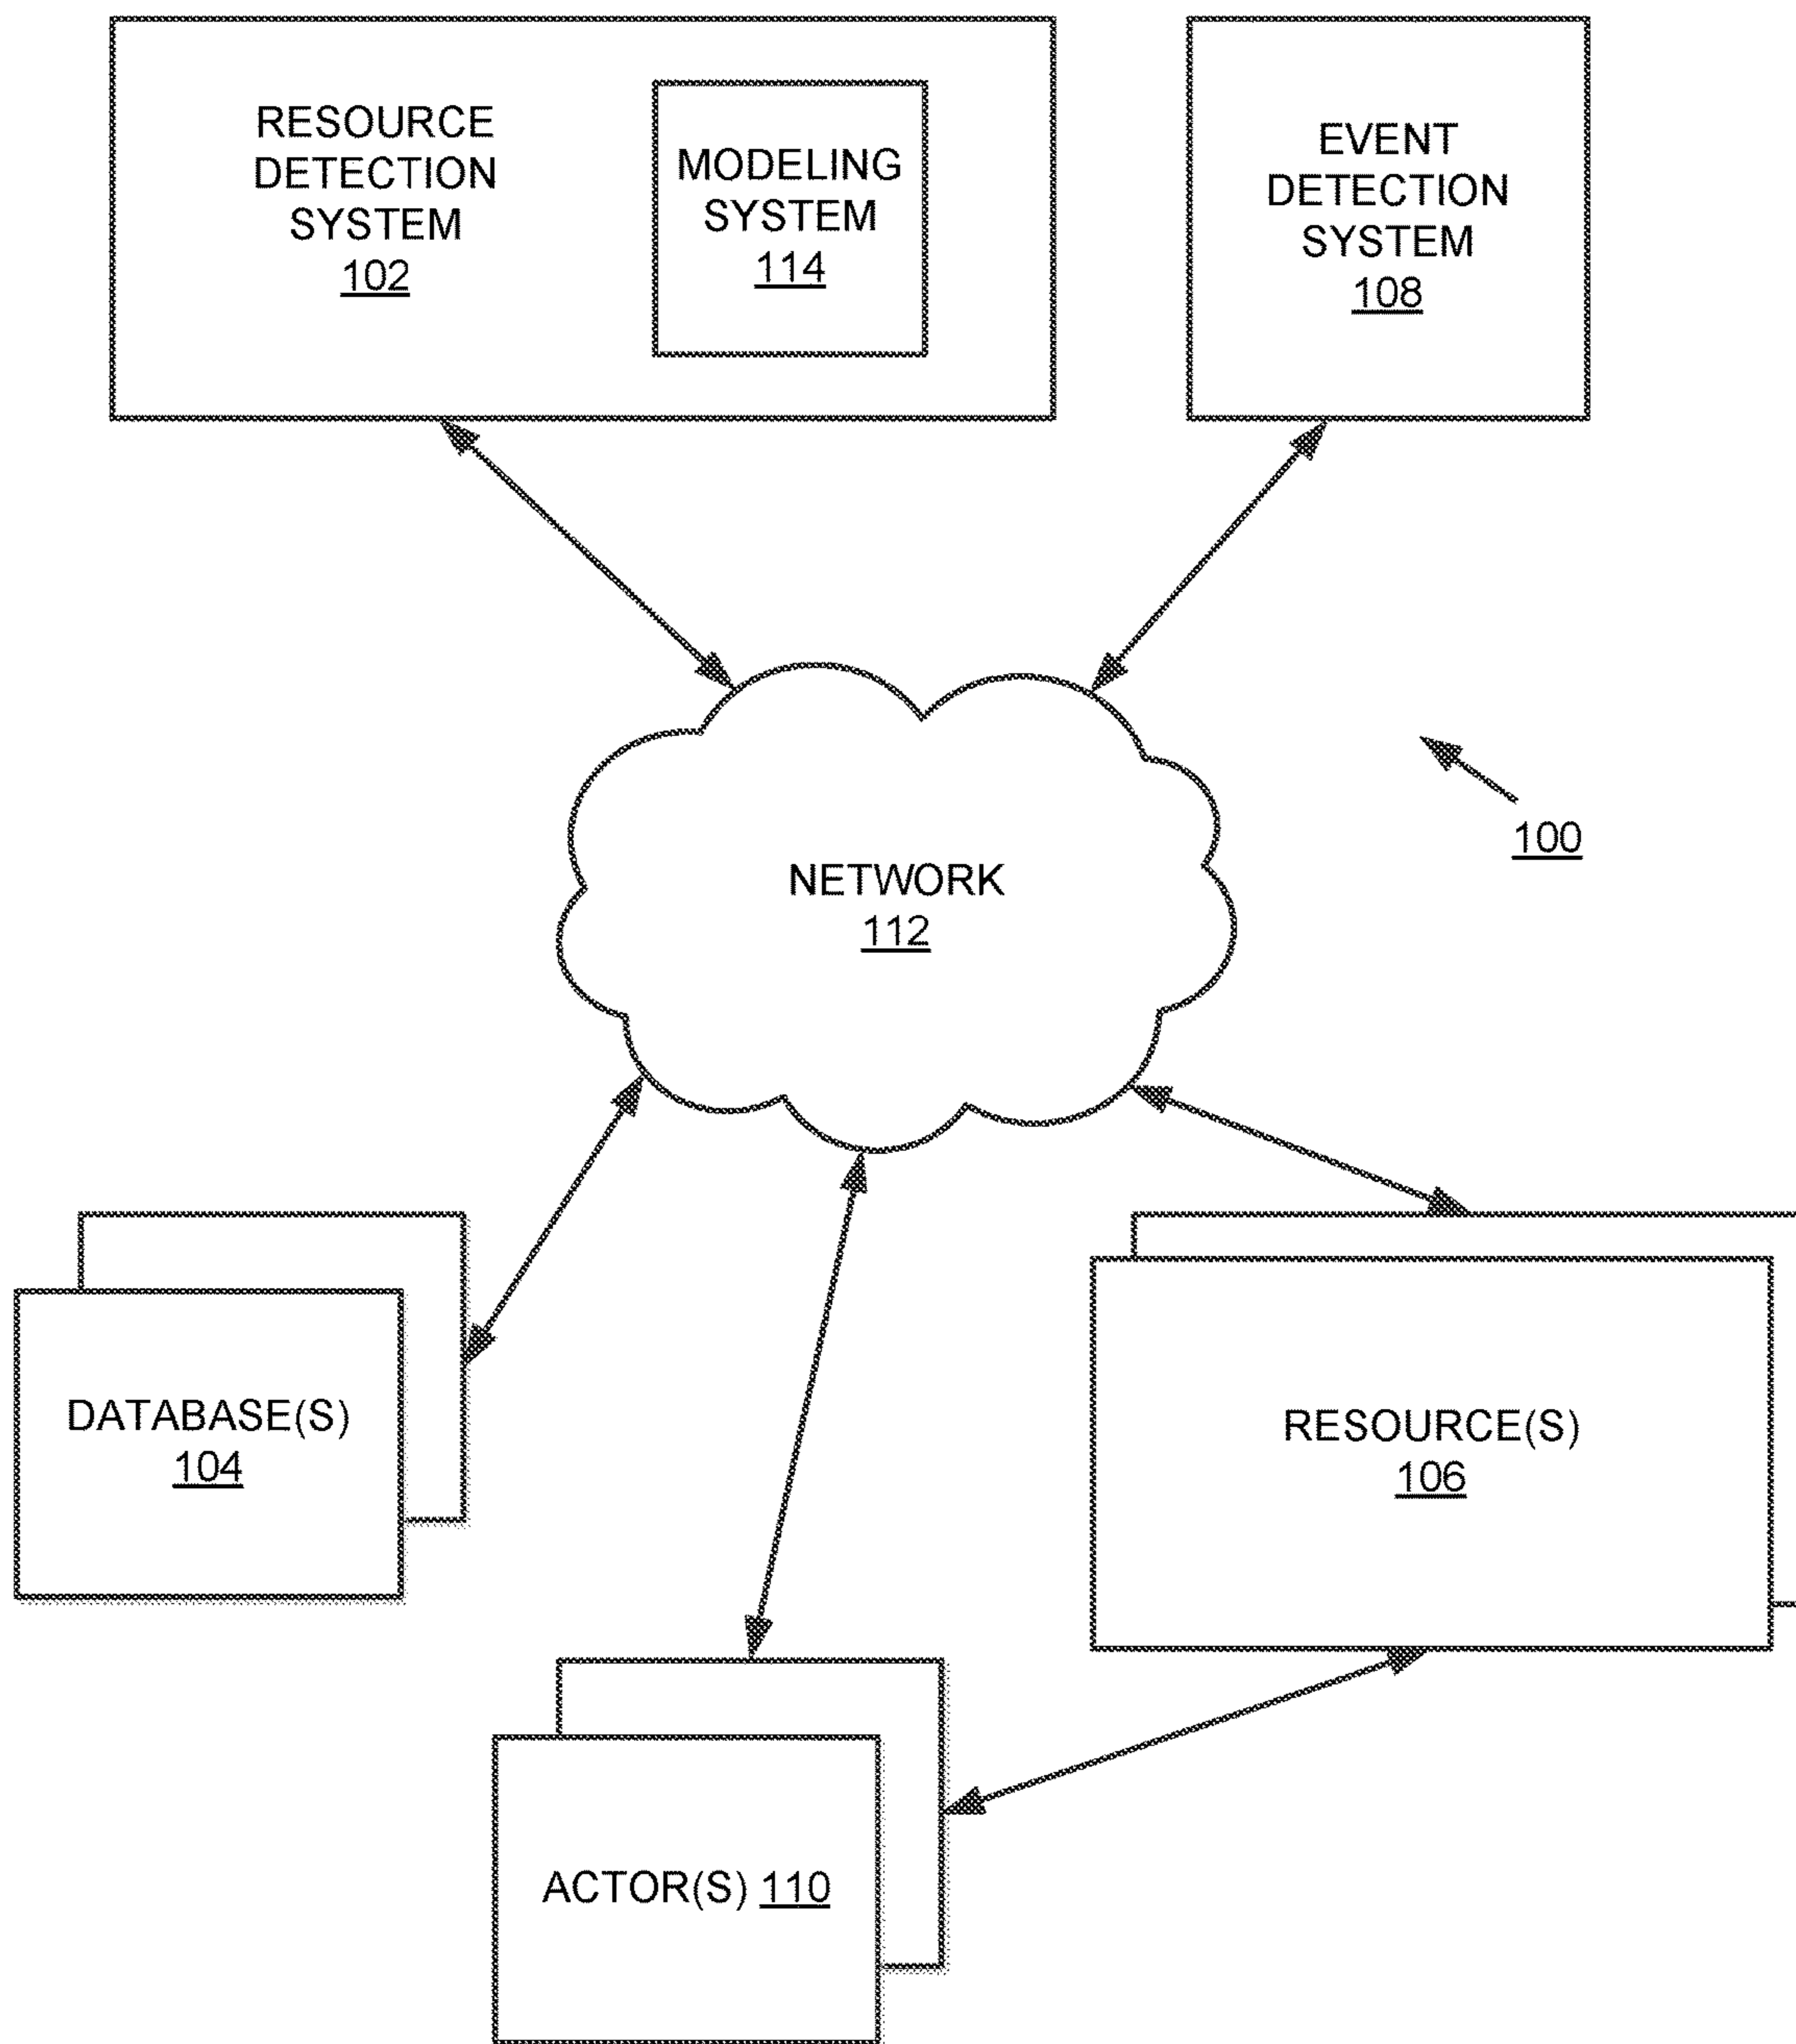 RESOURCE
DETECTION
SYSTEM
102
MODELING
SYSTEM
114
EVENT
DETECTION
SYSTEM
108
100
NETWORK
112
DATABASE(S)
104
RESOURCE(S)
106
ACTOR(S) 110